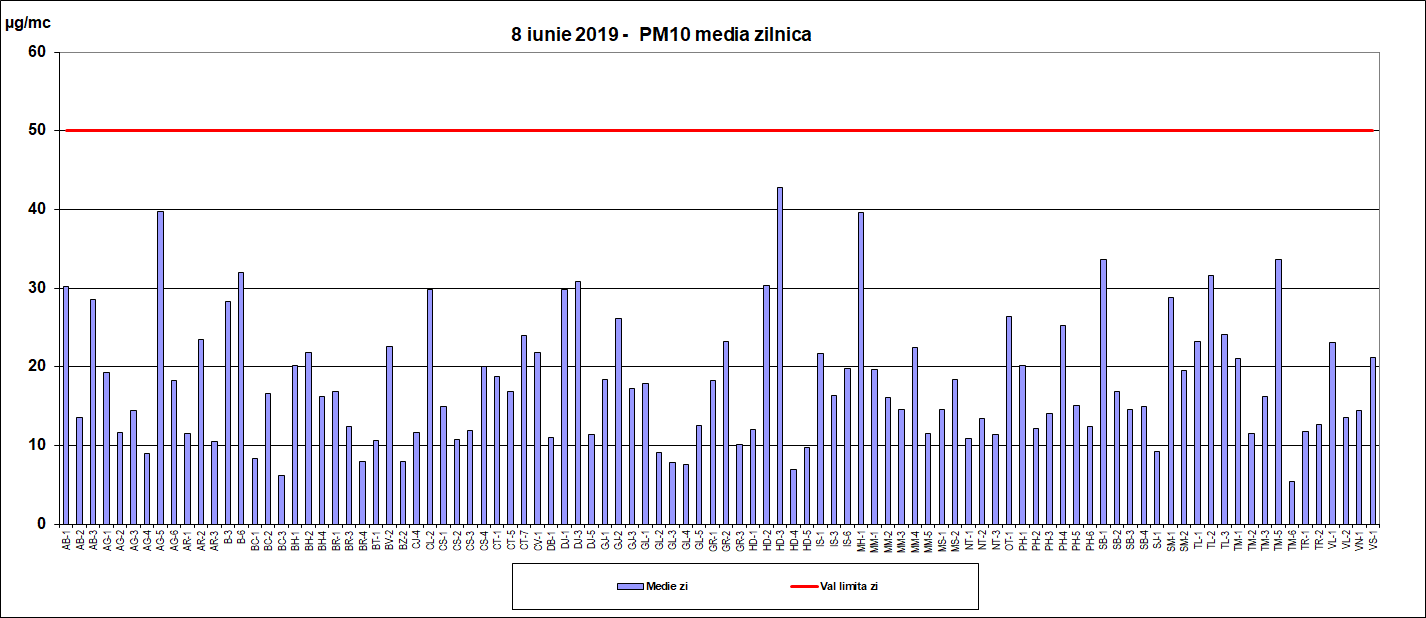 µg/mc
8 iunie 2019 - PM10 media zilnica
60
50
40
30
20
10
0
AB-1 AB-2 AB-3 AG-1 AG-2 AG-3 AG-4 AG-5 AG-6 AR-1 AR-2 AR-3 B-3 B-6 BC-1 BC-2 BC-3 BH-1 BH-2 BH-4 BR-1 BR-3 BR-4 BT-1 BV-2 BZ-2 CJ-4 CL-2 CS-1 CS-2 CS-3 CS-4 CT-1 CT-5 CT-7 CV-1 DB-1 DJ-1 DJ-3 DJ-5 GJ-1 GJ-2 GJ-3 GL-1 GL-2 GL-3 GL-4 GL-5 GR-1 GR-2 GR-3 HD-1 HD-2 HD-3 HD-4 HD-5 IS-1 IS-3 IS-6 MH-1 MM-1 MM-2 MM-3 MM-4 MM-5 MS-1 MS-2 NT-1 NT-2 NT-3 OT-1 PH-1 PH-2 PH-3 PH-4 PH-5 PH-6 SB-1 SB-2 SB-3 SB-4 SJ-1 SM-1 SM-2 TL-1 TL-2 TL-3 TM-1 TM-2 TM-3 TM-5 TM-6 TR-1 TR-2 VL-1 VL-2 VN-1 VS-1
Medie zi Val limita zi